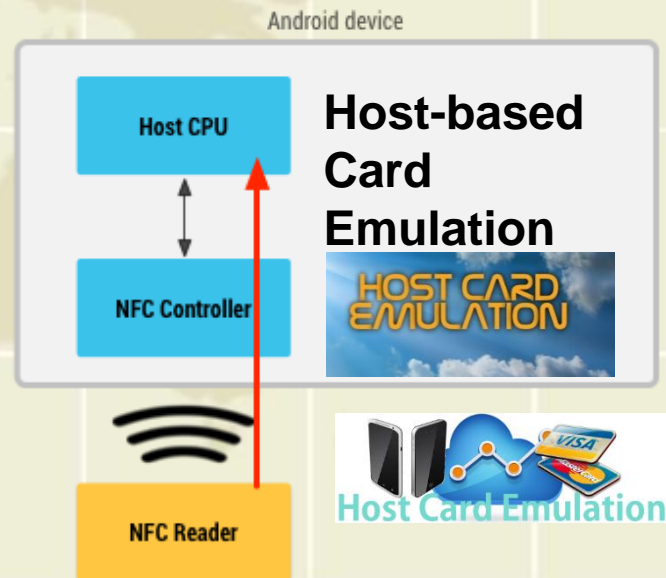 Android device
Host CPU
Host-based
Card
Emulation
NFC Controller
HOST CARD
EMULATION
VISA
MasterCard
Host Card Emulation
NFC Reader